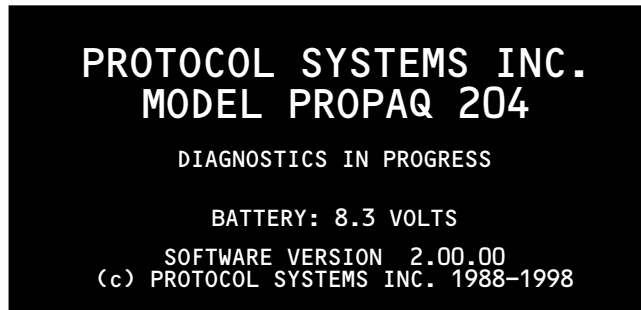 PROTOCOL SYSTEMS INC.
MODEL PROPAQ 204
DIAGNOSTICS IN PROGRESS
BATTERY: 8.3 VOLTS
SOFTWARE VERSION  2.00.00
(c) PROTOCOL SYSTEMS INC. 1988–1998